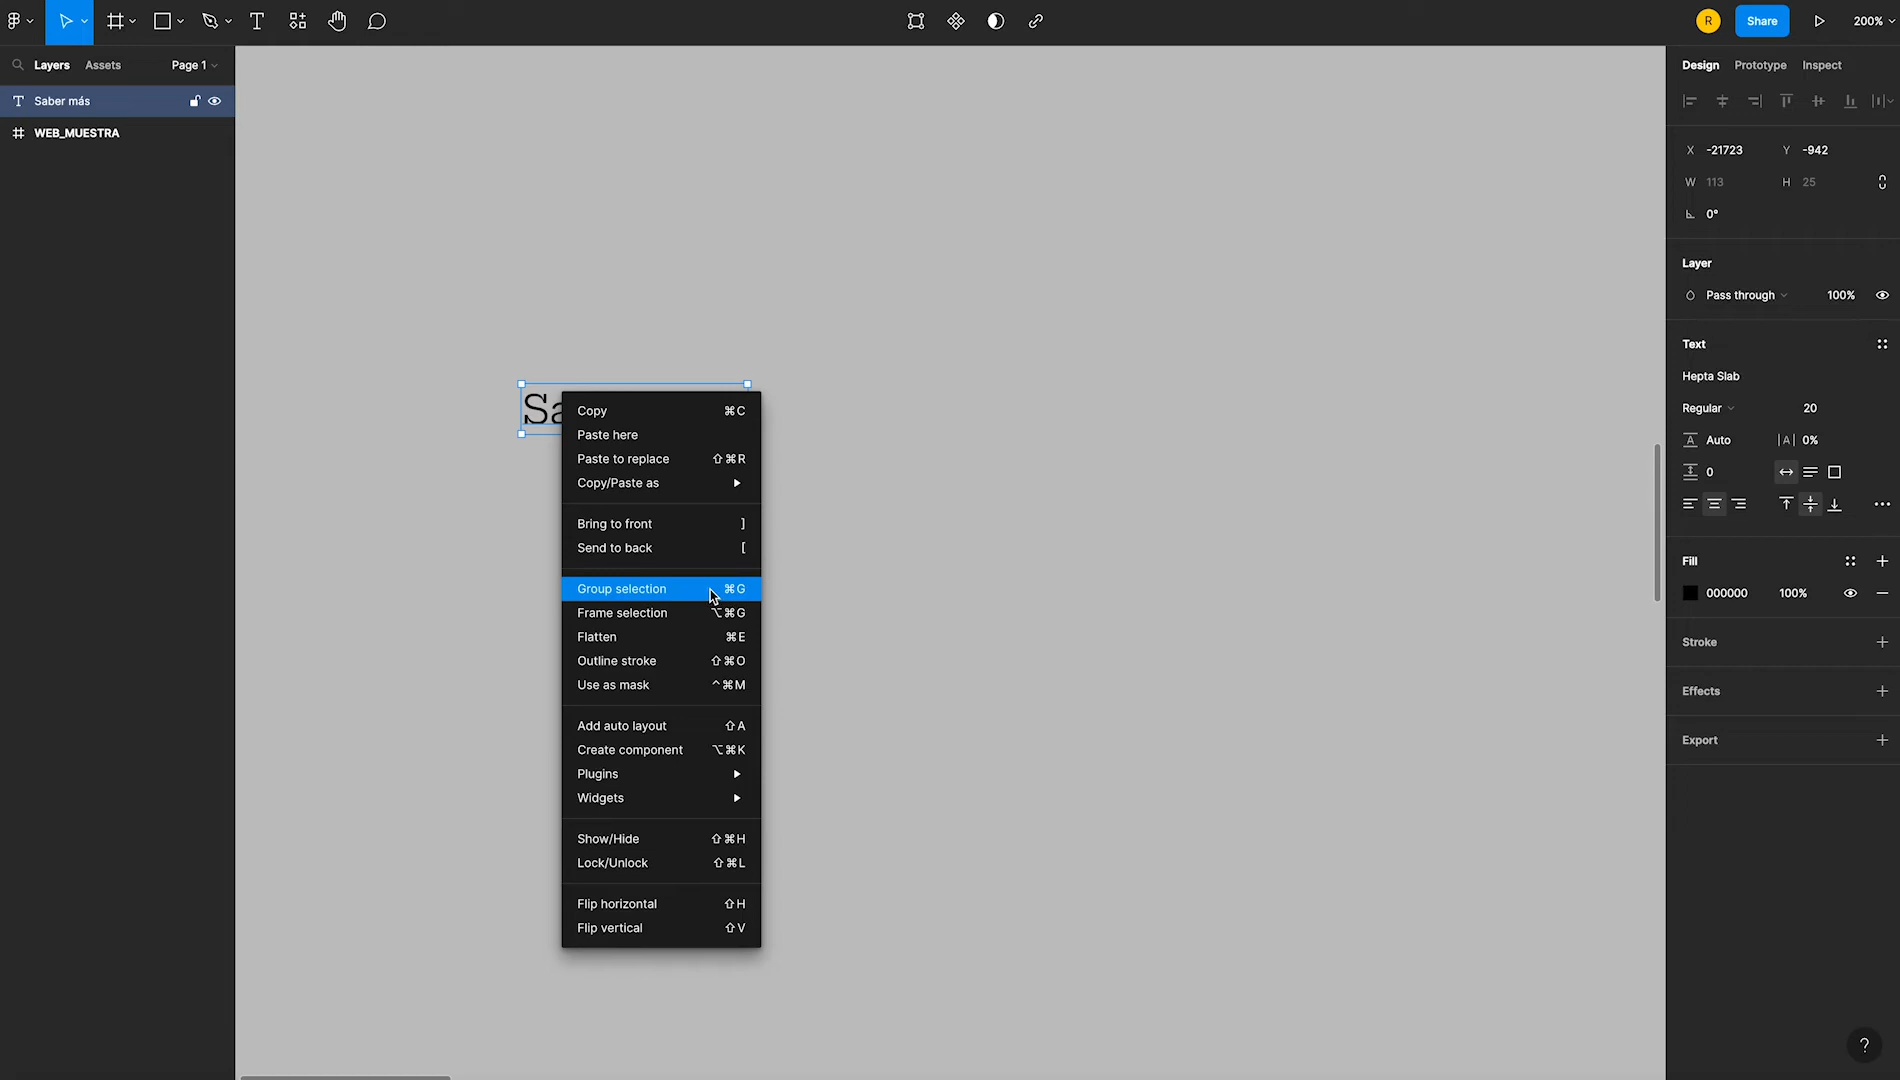 R
Share
200%
Layers
Assets
Page 1
Saber más
WEB_MUESTRA
Sa
Copy ⌘C
Paste here
Paste to replace ⇧⌘R
Copy/Paste as
Bring to front ]
Send to back [
Group selection ⌘G
Frame selection ⌥⌘G
Flatten ⌘E
Outline stroke ⇧⌘O
Use as mask ^⌘M
Add auto layout ⇧A
Create component ⌥⌘K
Plugins
Widgets
Show/Hide ⇧⌘H
Lock/Unlock ⇧⌘L
Flip horizontal ⇧H
Flip vertical ⇧V
Design Prototype Inspect
X -21723 Y -942
W 113 H 25
0°
Layer
Pass through 100%
Text
Hepta Slab
Regular 20
A Auto |A| 0%
0
Fill
000000 100%
Stroke
Effects
Export
?